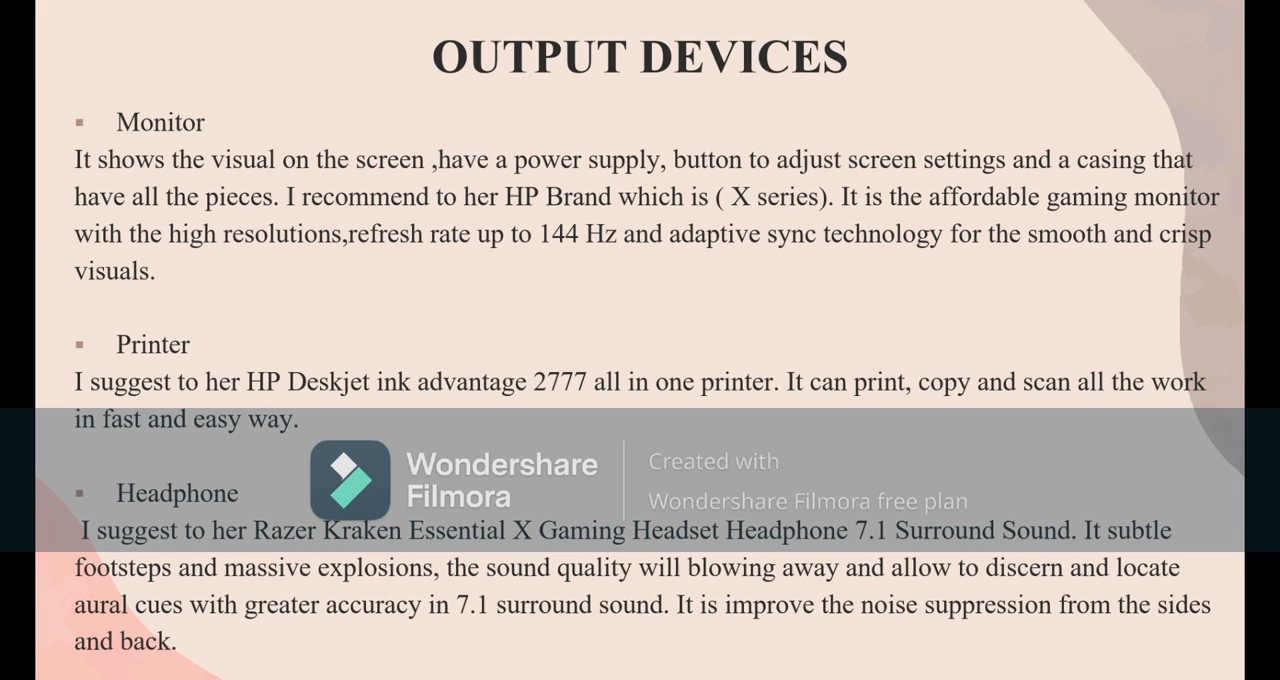 OUTPUT DEVICES
▪ Monitor
It shows the visual on the screen ,have a power supply, button to adjust screen settings and a casing that
have all the pieces. I recommend to her HP Brand which is ( X series). It is the affordable gaming monitor
with the high resolutions,refresh rate up to 144 Hz and adaptive sync technology for the smooth and crisp
visuals.
▪ Printer
I suggest to her HP Deskjet ink advantage 2777 all in one printer. It can print, copy and scan all the work
in fast and easy way.
Wondershare
Filmora
Created with
Wondershare Filmora free plan
▪ Headphone
I suggest to her Razer Kraken Essential X Gaming Headset Headphone 7.1 Surround Sound. It subtle
footsteps and massive explosions, the sound quality will blowing away and allow to discern and locate
aural cues with greater accuracy in 7.1 surround sound. It is improve the noise suppression from the sides
and back.